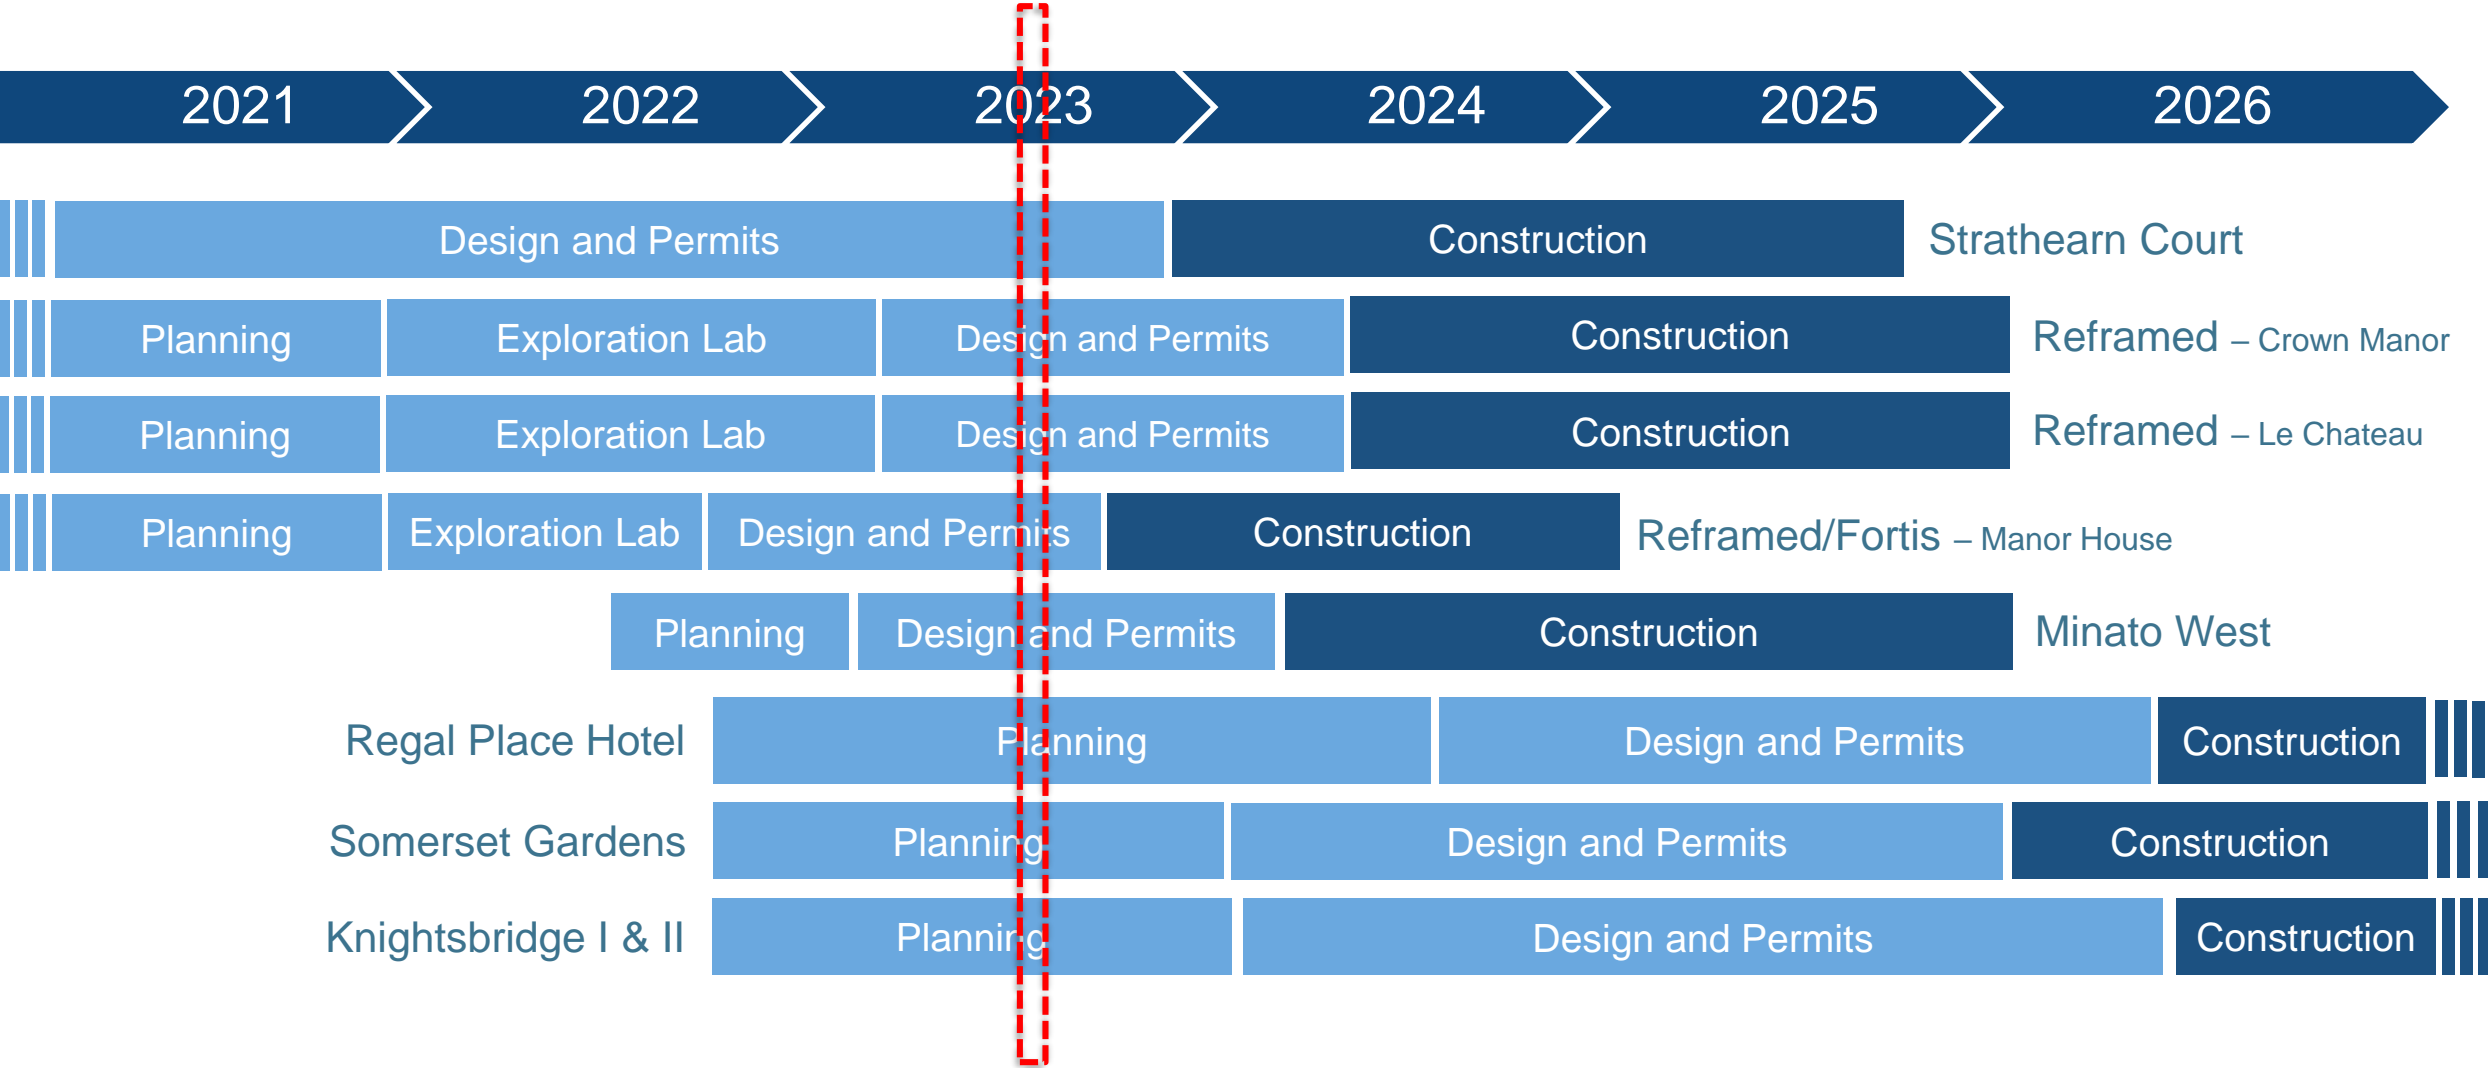 2021 2022 2023 2024 2025 2026
Design and Permits Construction Strathearn Court
Planning Exploration Lab Design and Permits Construction Reframed – Crown Manor
Planning Exploration Lab Design and Permits Construction Reframed – Le Chateau
Planning Exploration Lab Design and Permits Construction Reframed/Fortis – Manor House
Planning Design and Permits Construction Minato West
Regal Place Hotel Planning Design and Permits Construction
Somerset Gardens Planning Design and Permits Construction
Knightsbridge I & II Planning Design and Permits Construction